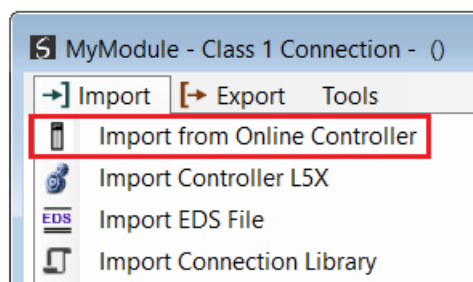 MyModule - Class 1 Connection - ()
Import Export Tools
Import from Online Controller
Import Controller L5X
EDS Import EDS File
Import Connection Library